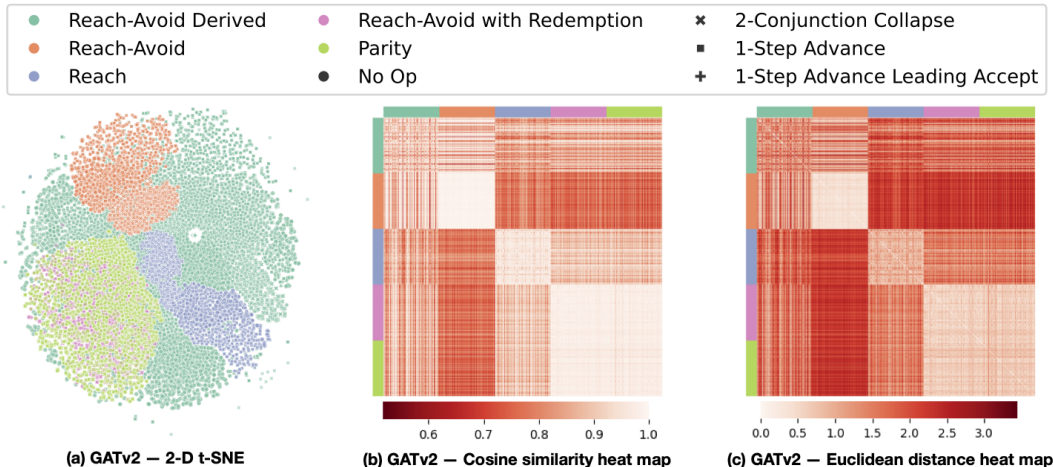 Reach-Avoid Derived
Reach-Avoid
Reach
Reach-Avoid with Redemption
Parity
No Op
2-Conjunction Collapse
1-Step Advance
1-Step Advance Leading Accept
0.6 0.7 0.8 0.9 1.0
0.0 0.5 1.0 1.5 2.0 2.5 3.0
(a) GATv2 — 2-D t-SNE
(b) GATv2 — Cosine similarity heat map
(c) GATv2 — Euclidean distance heat map